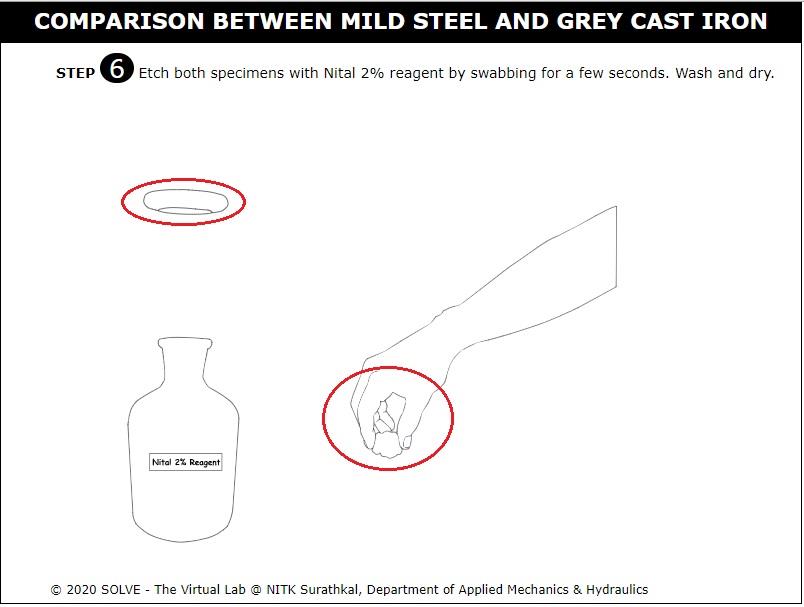 COMPARISON BETWEEN MILD STEEL AND GREY CAST IRON
STEP 6 Etch both specimens with Nital 2% reagent by swabbing for a few seconds. Wash and dry.
Nital 2% Reagent
© 2020 SOLVE - The Virtual Lab @ NITK Surathkal, Department of Applied Mechanics & Hydraulics